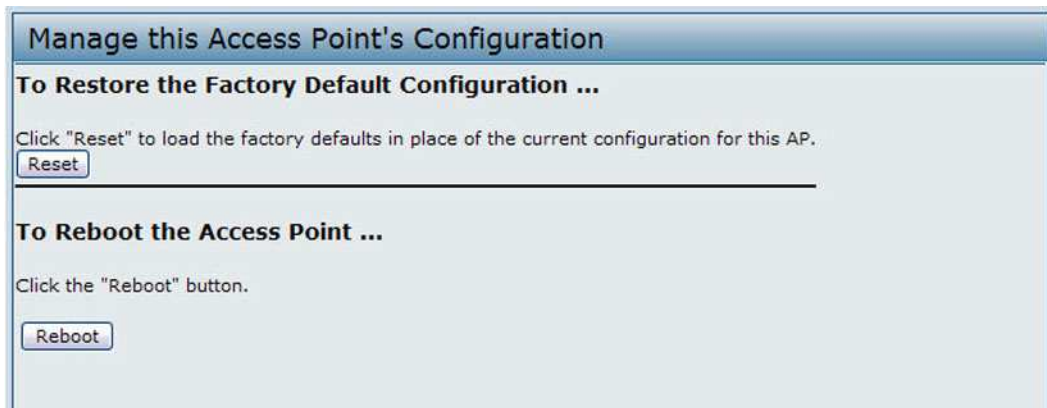 Manage this Access Point's Configuration
To Restore the Factory Default Configuration ...
Click "Reset" to load the factory defaults in place of the current configuration for this AP.
Reset
To Reboot the Access Point ...
Click the "Reboot" button.
Reboot